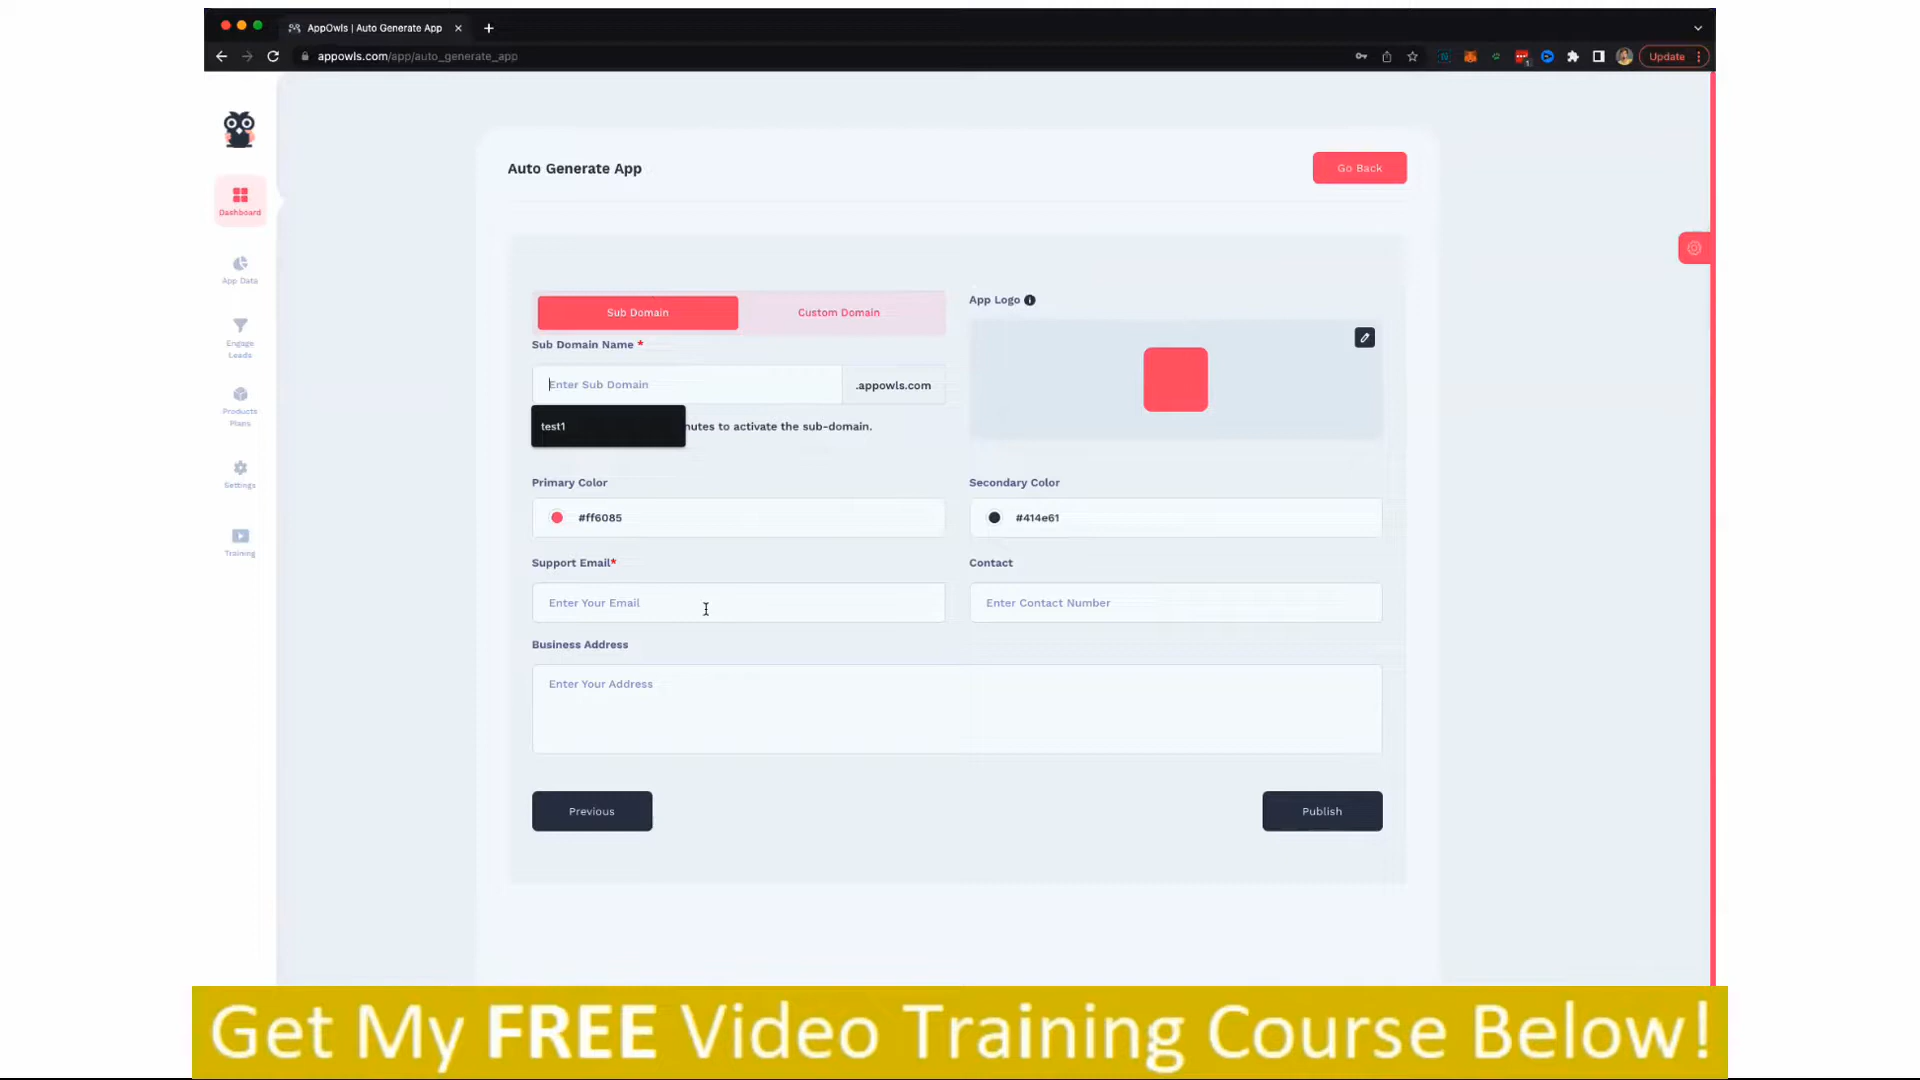 AppOwls | Auto Generate App
appowls.com/app/auto_generate_app
Update
Dashboard
App Data
Engage
Leads
Products
Plans
Settings
Training
Auto Generate App
Go Back
Sub Domain
Custom Domain
Sub Domain Name *
Enter Sub Domain
.appowls.com
test1
nutes to activate the sub-domain.
App Logo
Primary Color
#ff6085
Secondary Color
#414e61
Support Email*
Enter Your Email
Contact
Enter Contact Number
Business Address
Enter Your Address
Previous
Publish
Get My FREE Video Training Course Below!